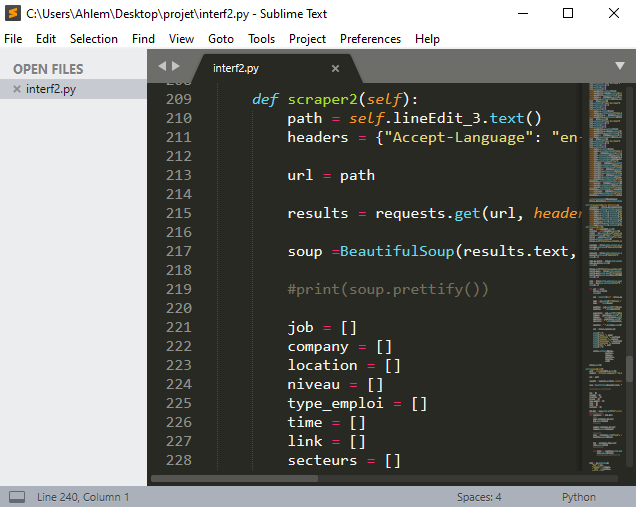 C:\Users\Ahlem\Desktop\projet\interf2.py - Sublime Text
File Edit Selection Find View Goto Tools Project Preferences Help
OPEN FILES
interf2.py
interf2.py
209 def scraper2(self):
210 path = self.lineEdit_3.text()
211 headers = {"Accept-Language": "en-
212
213 url = path
214
215 results = requests.get(url, header
216
217 soup =BeautifulSoup(results.text,
218
219 #print(soup.prettify())
220
221 job = []
222 company = []
223 location = []
224 niveau = []
225 type_emploi = []
226 time = []
227 link = []
228 secteurs = []
Line 240, Column 1 Spaces: 4 Python